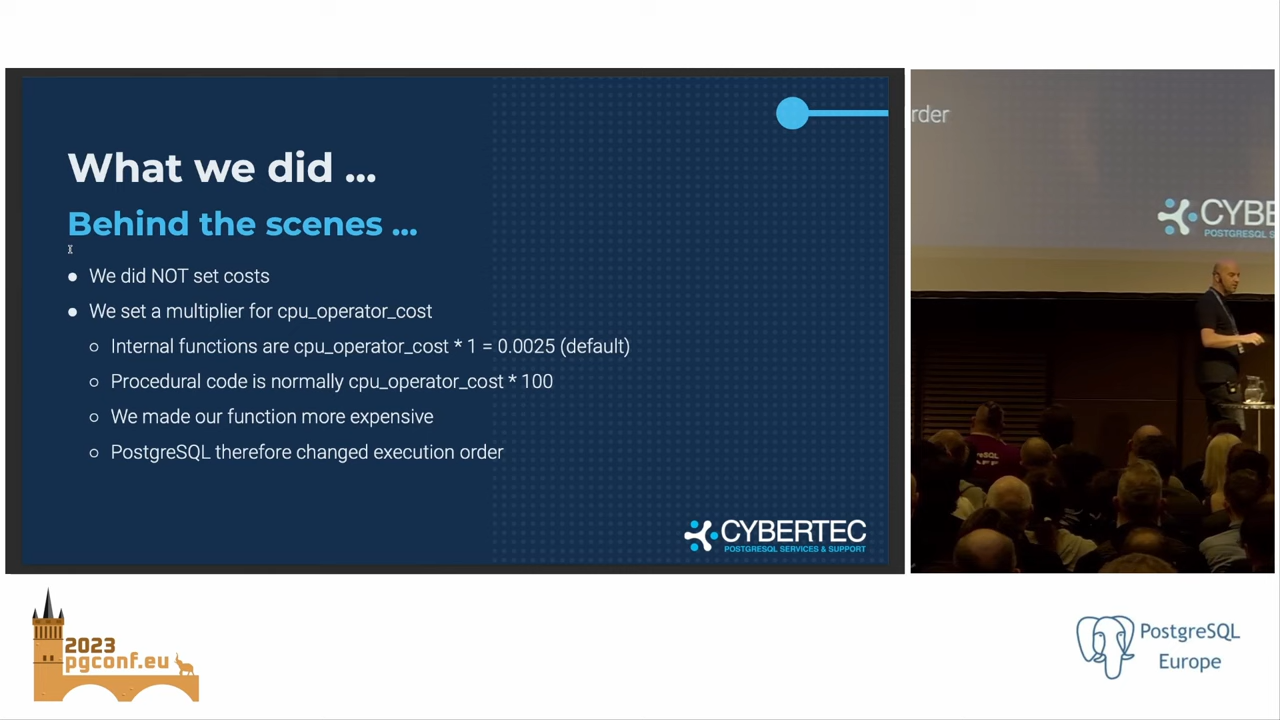 What we did ...
Behind the scenes ...
● We did NOT set costs
● We set a multiplier for cpu_operator_cost
○ Internal functions are cpu_operator_cost * 1 = 0.0025 (default)
○ Procedural code is normally cpu_operator_cost * 100
○ We made our function more expensive
○ PostgreSQL therefore changed execution order
CYBERTEC
POSTGRESQL SERVICES & SUPPORT
rder
CYBE
POSTGRESQL S
2023
pgconf.eu
PostgreSQL
Europe